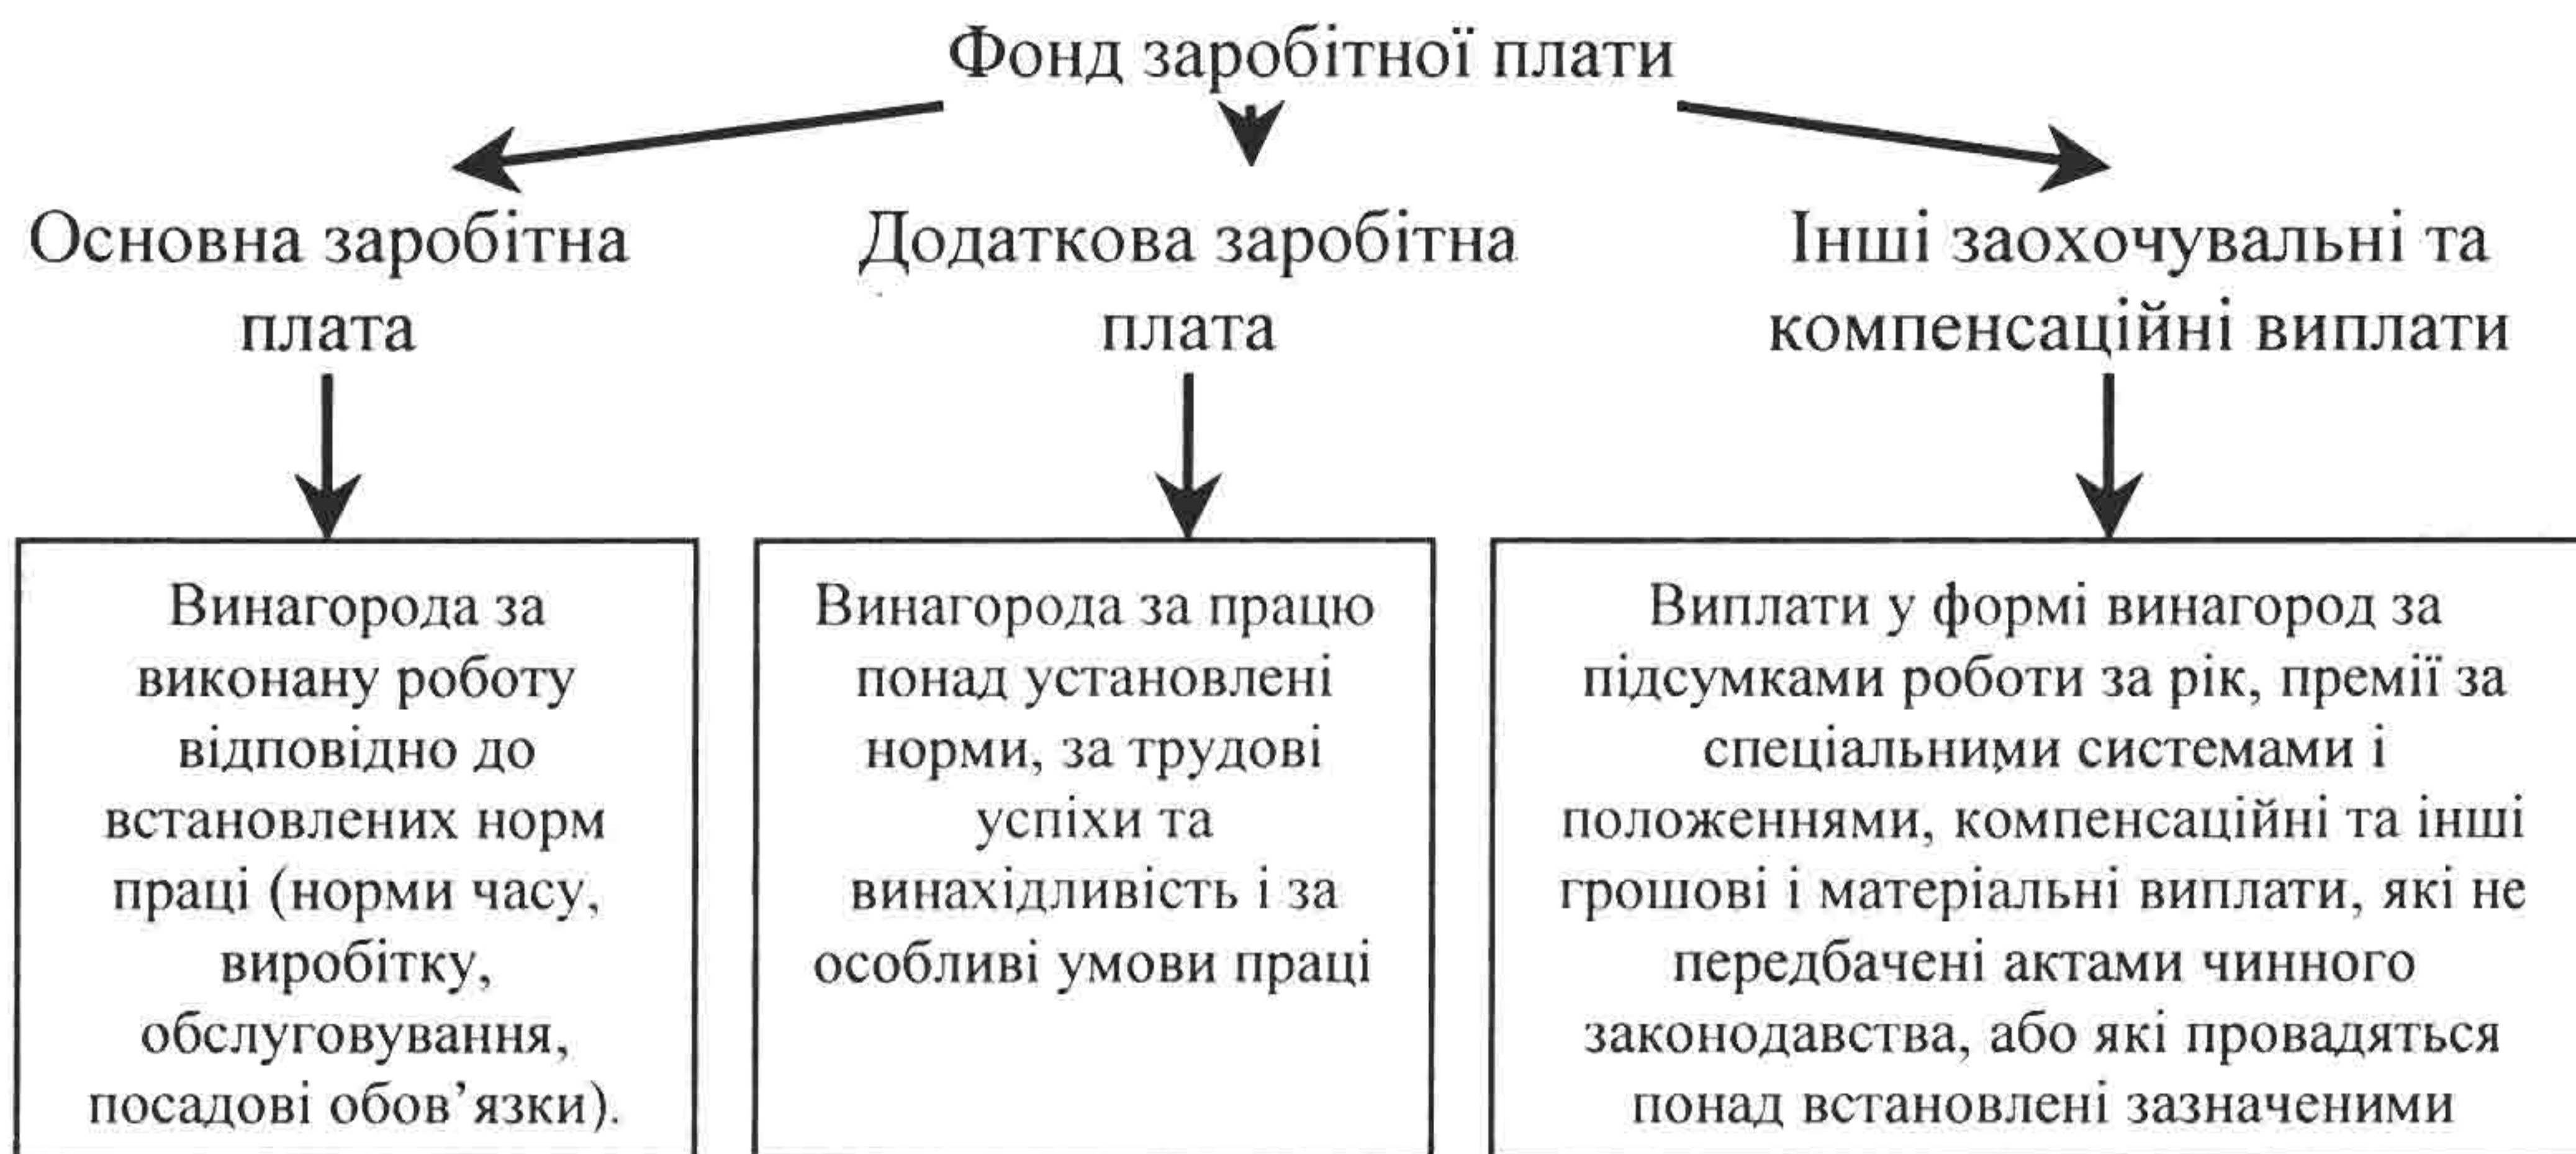 Фонд заробітної плати
Основна заробітна
плата
Додаткова заробітна
плата
Інші заохочувальні та
компенсаційні виплати
Винагорода за
виконану роботу
відповідно до
встановлених норм
праці (норми часу,
виробітку,
обслуговування,
посадові обов’язки).
Винагорода за працю
понад установлені
норми, за трудові
успіхи та
винахідливість і за
особливі умови праці
Виплати у формі винагород за
підсумками роботи за рік, премії за
спеціальними системами і
положеннями, компенсаційні та інші
грошові і матеріальні виплати, які не
передбачені актами чинного
законодавства, або які провадяться
понад встановлені зазначеними